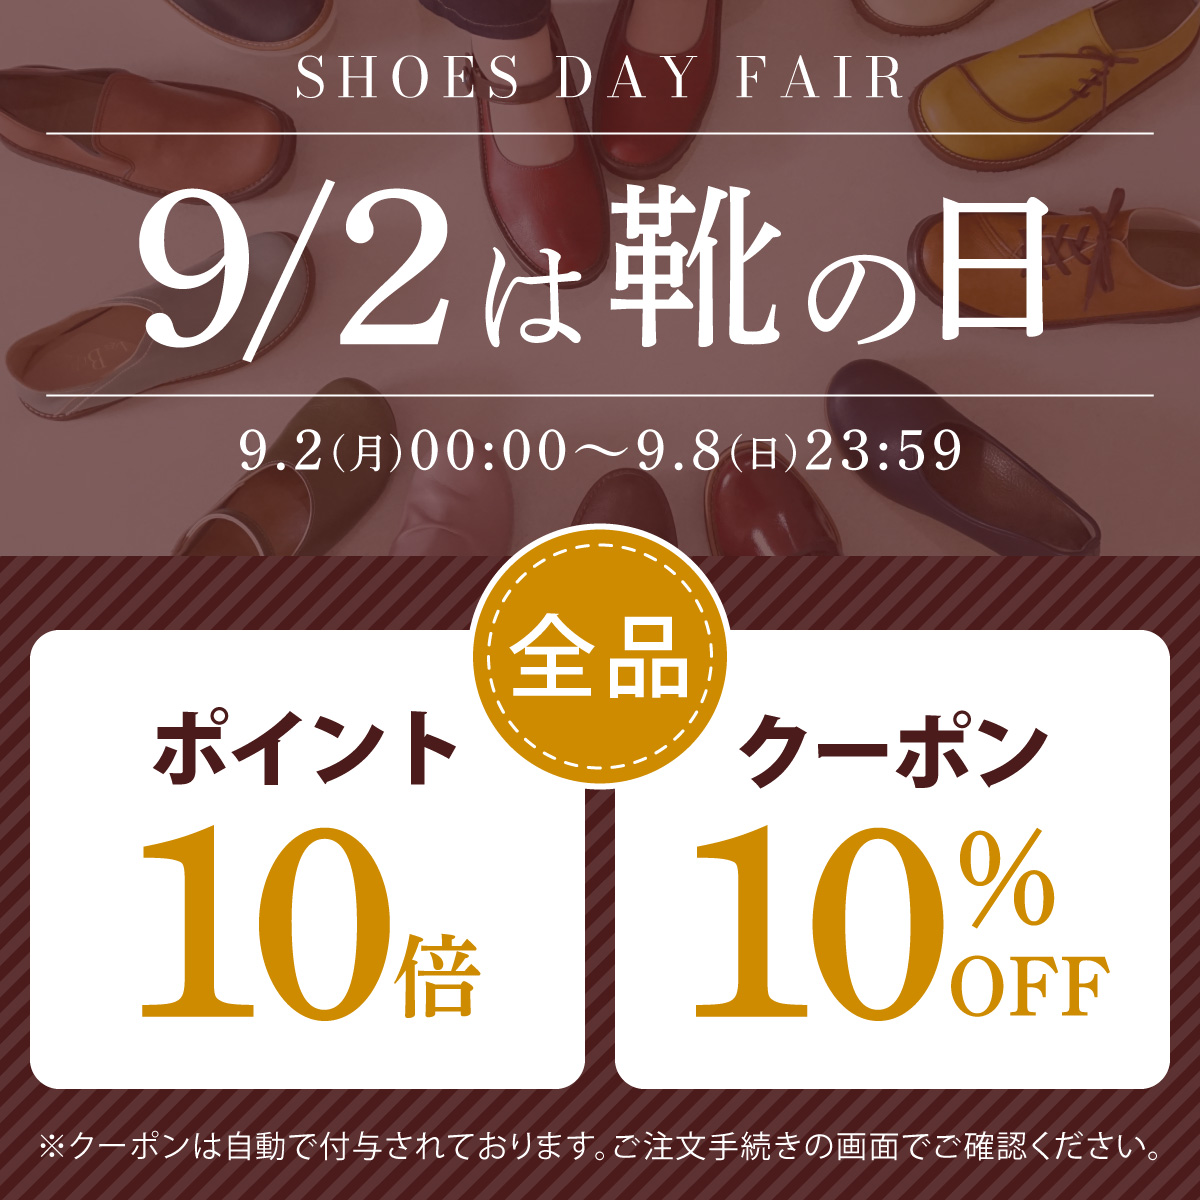 SHOES DAY FAIR
9/2は靴の日
9.2(月)00:00～9.8(日)23:59
全品
ポイント
10倍
クーポン
10%OFF
※クーポンは自動で付与されております。ご注文手続きの画面でご確認ください。